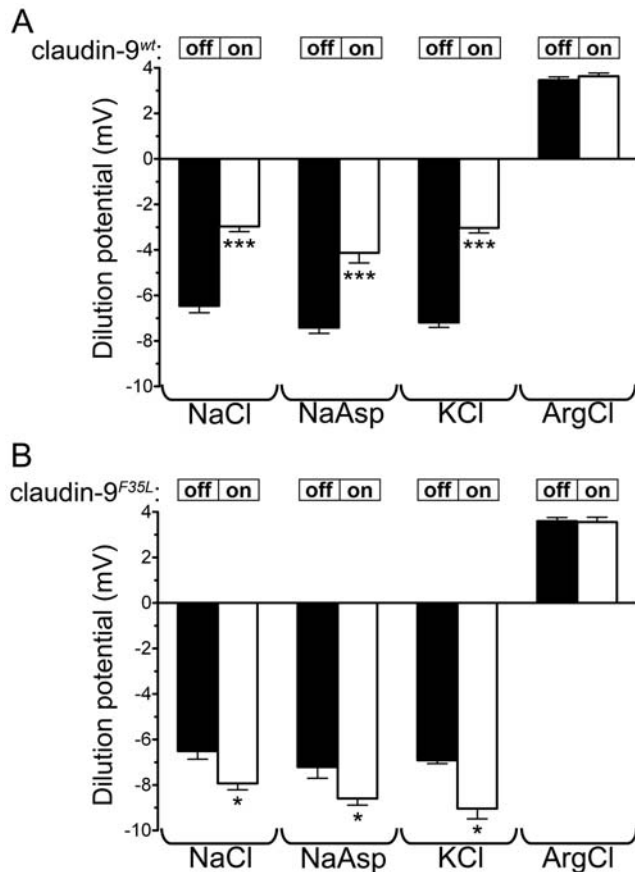 A
claudin-9wt: off on off on off on off on
Dilution potential (mV)
4
2
0
-2
-4
-6
-8
-10
*** *** ***
NaCl NaAsp KCl ArgCl
B
claudin-9F35L: off on off on off on off on
Dilution potential (mV)
4
2
0
-2
-4
-6
-8
-10
* * *
NaCl NaAsp KCl ArgCl